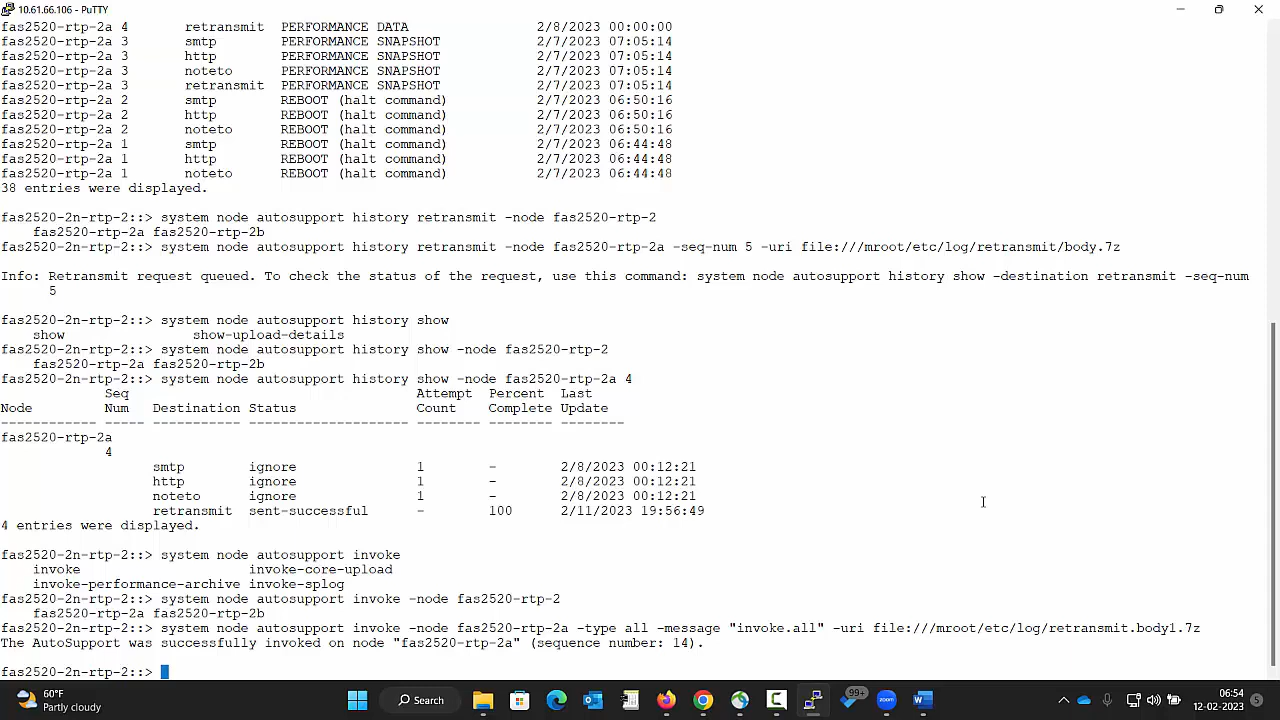 10.61.66.106 - PuTTY
fas2520-rtp-2a 4 retransmit PERFORMANCE DATA 2/8/2023 00:00:00
fas2520-rtp-2a 3 smtp PERFORMANCE SNAPSHOT 2/7/2023 07:05:14
fas2520-rtp-2a 3 http PERFORMANCE SNAPSHOT 2/7/2023 07:05:14
fas2520-rtp-2a 3 noteto PERFORMANCE SNAPSHOT 2/7/2023 07:05:14
fas2520-rtp-2a 3 retransmit PERFORMANCE SNAPSHOT 2/7/2023 07:05:14
fas2520-rtp-2a 2 smtp REBOOT (halt command) 2/7/2023 06:50:16
fas2520-rtp-2a 2 http REBOOT (halt command) 2/7/2023 06:50:16
fas2520-rtp-2a 2 noteto REBOOT (halt command) 2/7/2023 06:50:16
fas2520-rtp-2a 1 smtp REBOOT (halt command) 2/7/2023 06:44:48
fas2520-rtp-2a 1 http REBOOT (halt command) 2/7/2023 06:44:48
fas2520-rtp-2a 1 noteto REBOOT (halt command) 2/7/2023 06:44:48
38 entries were displayed.
fas2520-2n-rtp-2::> system node autosupport history retransmit -node fas2520-rtp-2
fas2520-rtp-2a fas2520-rtp-2b
fas2520-2n-rtp-2::> system node autosupport history retransmit -node fas2520-rtp-2a -seq-num 5 -uri file:///mroot/etc/log/retransmit/body.7z
Info: Retransmit request queued. To check the status of the request, use this command: system node autosupport history show -destination retransmit -seq-num
5
fas2520-2n-rtp-2::> system node autosupport history show
show show-upload-details
fas2520-2n-rtp-2::> system node autosupport history show -node fas2520-rtp-2
fas2520-rtp-2a fas2520-rtp-2b
fas2520-2n-rtp-2::> system node autosupport history show -node fas2520-rtp-2a 4
Seq Attempt Percent Last
Node Num Destination Status Count Complete Update
------------ ----- ----------- -------------------- -------- -------- --------
fas2520-rtp-2a
4
smtp ignore 1 - 2/8/2023 00:12:21
http ignore 1 - 2/8/2023 00:12:21
noteto ignore 1 - 2/8/2023 00:12:21
retransmit sent-successful - 100 2/11/2023 19:56:49
4 entries were displayed.
fas2520-2n-rtp-2::> system node autosupport invoke
invoke invoke-core-upload
invoke-performance-archive invoke-splog
fas2520-2n-rtp-2::> system node autosupport invoke -node fas2520-rtp-2
fas2520-rtp-2a fas2520-rtp-2b
fas2520-2n-rtp-2::> system node autosupport invoke -node fas2520-rtp-2a -type all -message "invoke.all" -uri file:///mroot/etc/log/retransmit.body1.7z
The AutoSupport was successfully invoked on node "fas2520-rtp-2a" (sequence number: 14).
fas2520-2n-rtp-2::>
60°F
Partly cloudy
Search
99+
zoom
06:54
12-02-2023
5